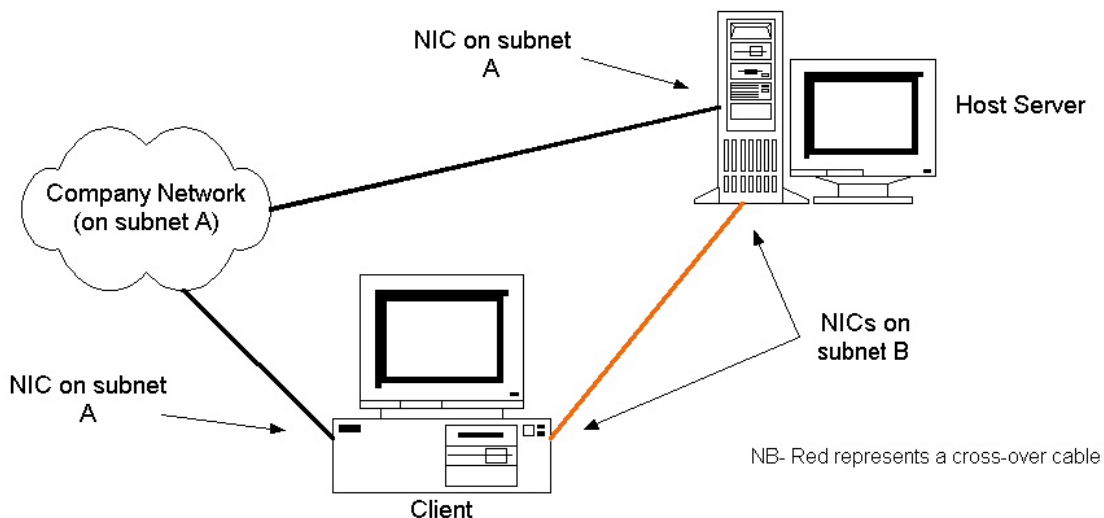 NIC on subnet
A
Host Server
Company Network
(on subnet A)
NICs on
subnet B
NIC on subnet
A
NB- Red represents a cross-over cable
Client